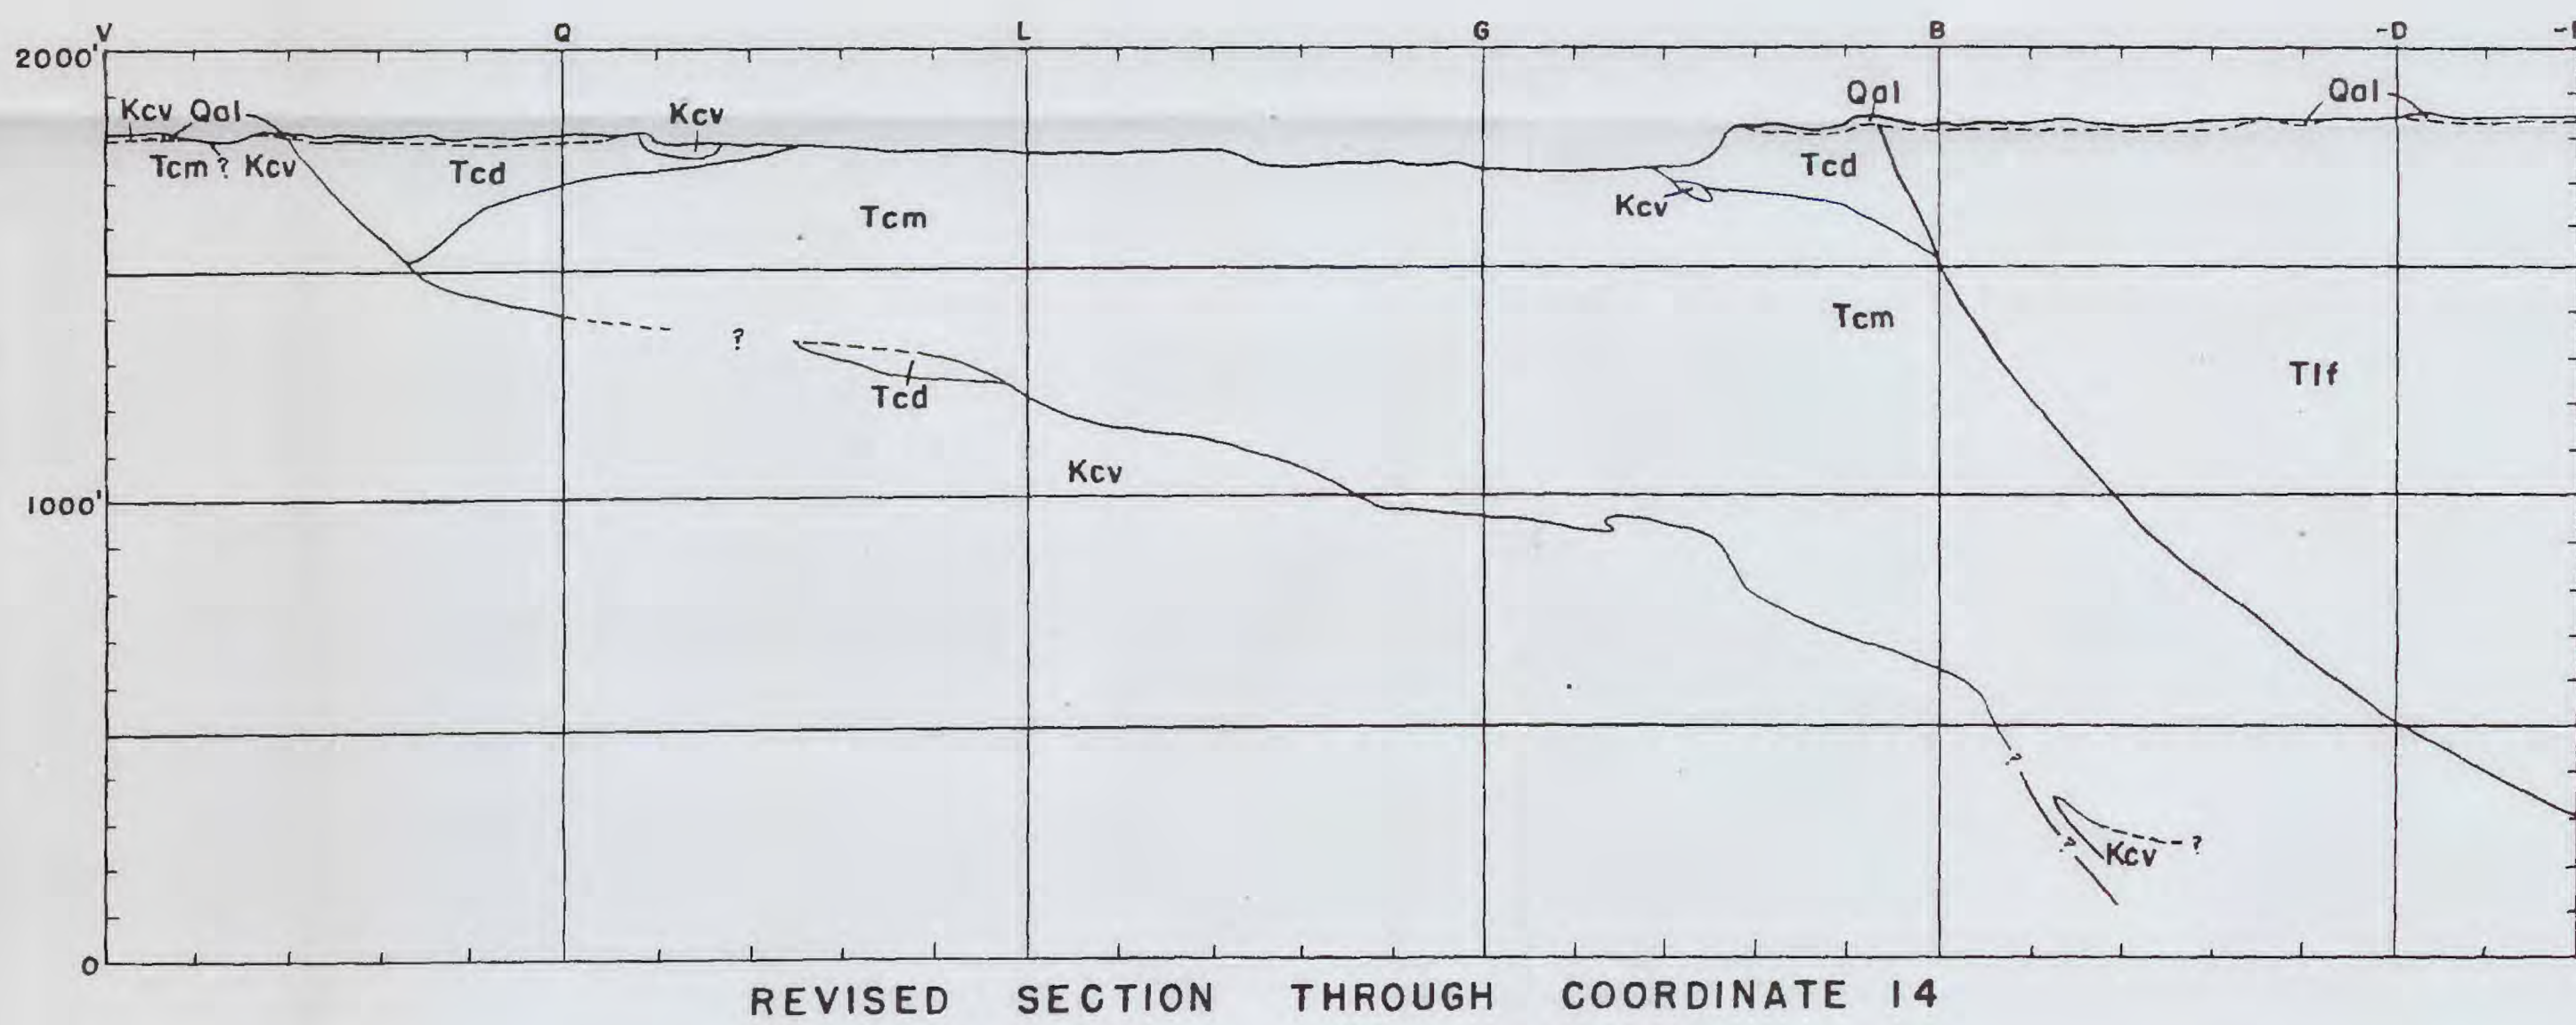 V Q L G B -D
2000'
Kcv Qal Kcv Qal Qal
Tcm ? Kcv Tcd Tcd
Kcv
Tcm
Tcm
?
Tlf
Tcd
Kcv
1000'
?
? Kcv ?
0
REVISED SECTION THROUGH COORDINATE 14